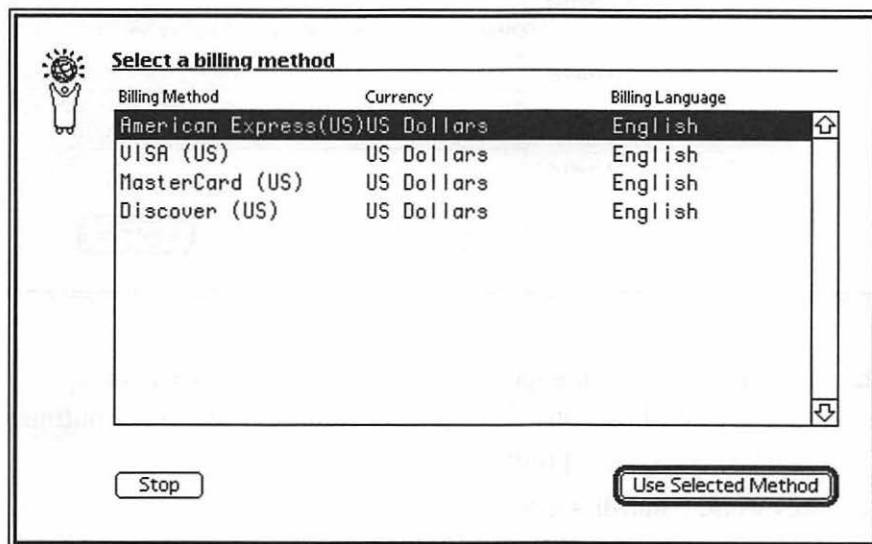 Select a billing method
Billing Method Currency Billing Language
American Express(US)US Dollars English
VISA (US) US Dollars English
MasterCard (US) US Dollars English
Discover (US) US Dollars English
Stop Use Selected Method